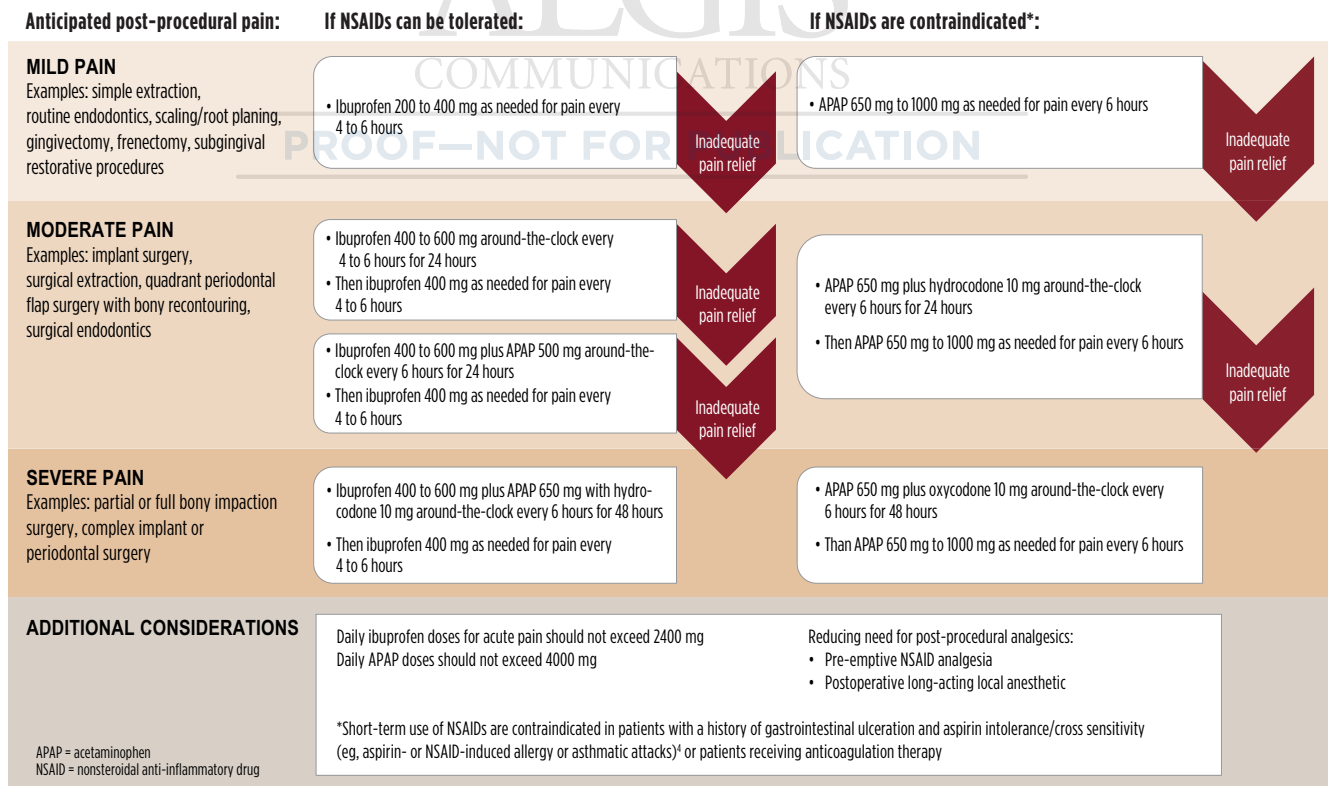 AEGIS
COMMUNICATIONS
PROOF—NOT FOR PUBLICATION
Anticipated post-procedural pain:
If NSAIDs can be tolerated:
If NSAIDs are contraindicated*:
MILD PAIN
Examples: simple extraction,
routine endodontics, scaling/root planing,
gingivectomy, frenectomy, subgingival
restorative procedures
• Ibuprofen 200 to 400 mg as needed for pain every
4 to 6 hours
Inadequate
pain relief
• APAP 650 mg to 1000 mg as needed for pain every 6 hours
Inadequate
pain relief
MODERATE PAIN
Examples: implant surgery,
surgical extraction, quadrant periodontal
flap surgery with bony recontouring,
surgical endodontics
• Ibuprofen 400 to 600 mg around-the-clock every
4 to 6 hours for 24 hours
• Then ibuprofen 400 mg as needed for pain every
4 to 6 hours
Inadequate
pain relief
• Ibuprofen 400 to 600 mg plus APAP 500 mg around-the-
clock every 6 hours for 24 hours
• Then ibuprofen 400 mg as needed for pain every
4 to 6 hours
Inadequate
pain relief
• APAP 650 mg plus hydrocodone 10 mg around-the-clock
every 6 hours for 24 hours
• Then APAP 650 mg to 1000 mg as needed for pain every 6 hours
Inadequate
pain relief
SEVERE PAIN
Examples: partial or full bony impaction
surgery, complex implant or
periodontal surgery
• Ibuprofen 400 to 600 mg plus APAP 650 mg with hydro-
codone 10 mg around-the-clock every 6 hours for 48 hours
• Then ibuprofen 400 mg as needed for pain every
4 to 6 hours
• APAP 650 mg plus oxycodone 10 mg around-the-clock every
6 hours for 48 hours
• Than APAP 650 mg to 1000 mg as needed for pain every 6 hours
ADDITIONAL CONSIDERATIONS
Daily ibuprofen doses for acute pain should not exceed 2400 mg
Daily APAP doses should not exceed 4000 mg
Reducing need for post-procedural analgesics:
• Pre-emptive NSAID analgesia
• Postoperative long-acting local anesthetic
*Short-term use of NSAIDs are contraindicated in patients with a history of gastrointestinal ulceration and aspirin intolerance/cross sensitivity
(eg, aspirin- or NSAID-induced allergy or asthmatic attacks)⁴ or patients receiving anticoagulation therapy
APAP = acetaminophen
NSAID = nonsteroidal anti-inflammatory drug